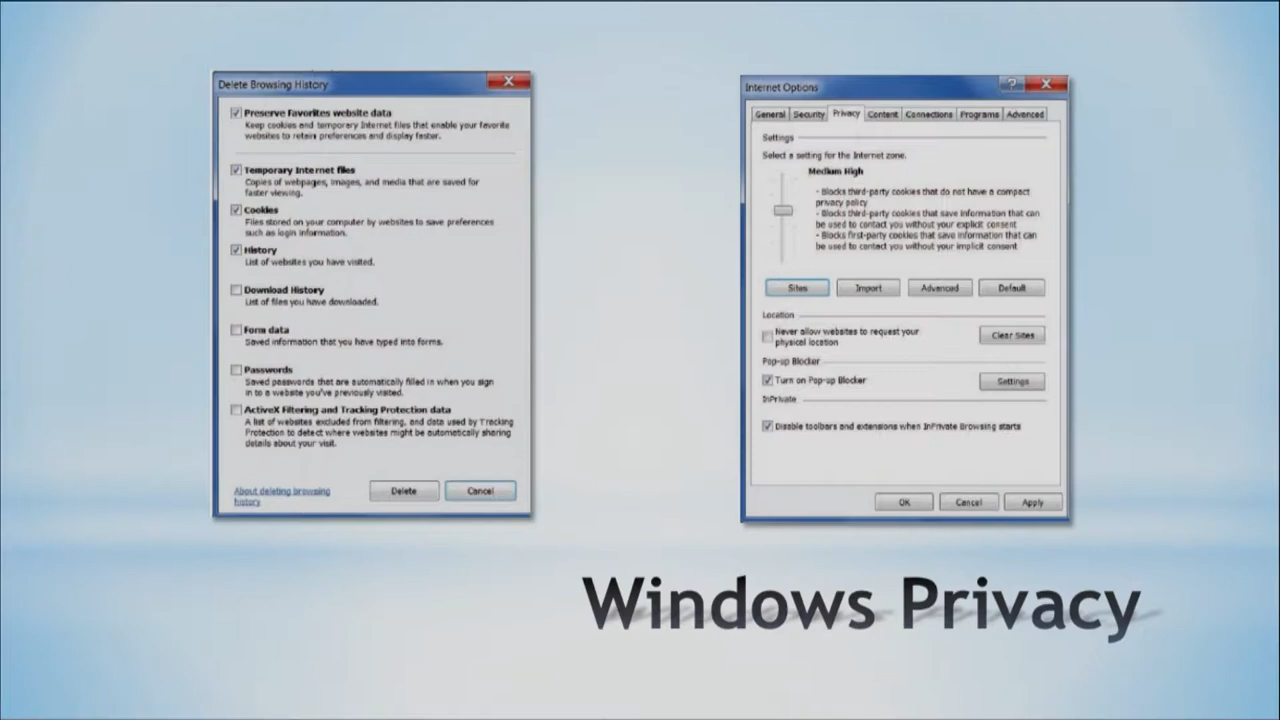 Delete Browsing History
Preserve Favorites website data
Keep cookies and temporary Internet files that enable your favorite
websites to retain preferences and display faster.
Temporary Internet files
Copies of webpages, images, and media that are saved for
faster viewing.
Cookies
Files stored on your computer by websites to save preferences
such as login information.
History
List of websites you have visited.
Download History
List of files you have downloaded.
Form data
Saved information that you have typed into forms.
Passwords
Saved passwords that are automatically filled in when you sign
in to a website you've previously visited.
ActiveX Filtering and Tracking Protection data
A list of websites excluded from filtering, and data used by Tracking
Protection to detect where websites might be automatically sharing
details about your visit.
About deleting browsing
history
Delete
Cancel
Internet Options
General Security Privacy Content Connections Programs Advanced
Settings
Select a setting for the Internet zone.
Medium High
- Blocks third-party cookies that do not have a compact
privacy policy
- Blocks third-party cookies that save information that can
be used to contact you without your explicit consent
- Blocks first-party cookies that save information that can
be used to contact you without your implicit consent
Sites Import Advanced Default
Location
Never allow websites to request your
physical location
Clear Sites
Pop-up Blocker
Turn on Pop-up Blocker
Settings
InPrivate
Disable toolbars and extensions when InPrivate Browsing starts
OK Cancel Apply
Windows Privacy